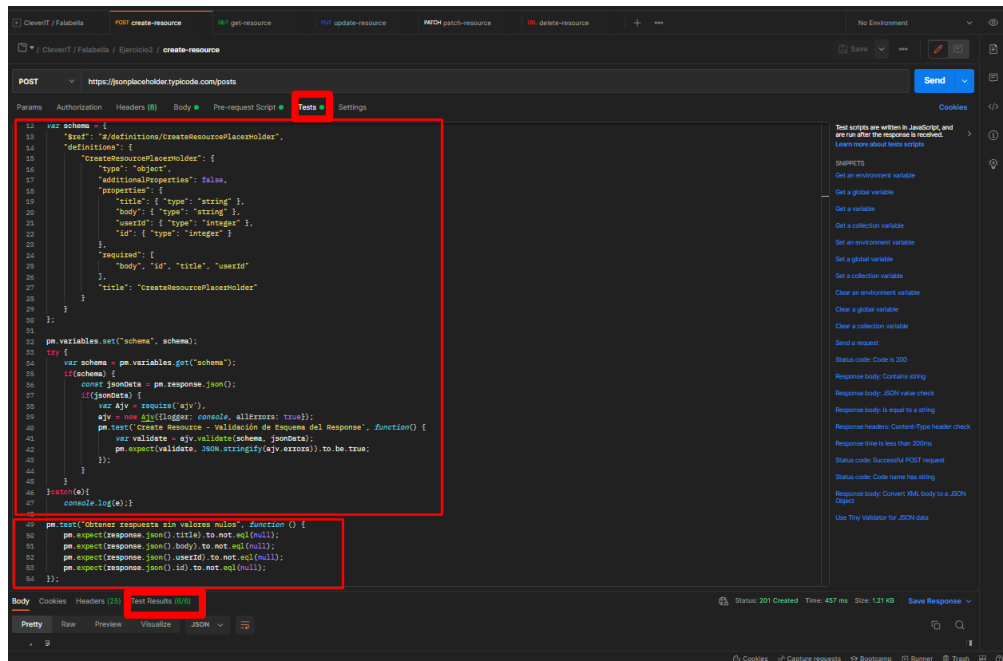 CleverIT / Falabella
POST create-resource
GET get-resource
PUT update-resource
PATCH patch-resource
DEL delete-resource
No Environment
/ CleverIT / Falabella / Ejercicio2 / create-resource
Save
POST
https://jsonplaceholder.typicode.com/posts
Send
Params Authorization Headers (8) Body Pre-request Script Tests Settings
Cookies
12 var schema = {
13 "$ref": "#/definitions/CreateResourcePlacerHolder",
14 "definitions": {
15 "CreateResourcePlacerHolder": {
16 "type": "object",
17 "additionalProperties": false,
18 "properties": {
19 "title": { "type": "string" },
20 "body": { "type": "string" },
21 "userId": { "type": "integer" },
22 "id": { "type": "integer" }
23 },
24 "required": [
25 "body", "id", "title", "userId"
26 ],
27 "title": "CreateResourcePlacerHolder"
28 }
29 }
30 };
31
32 pm.variables.set("schema", schema);
33 try {
34 var schema = pm.variables.get("schema");
35 if(schema) {
36 const jsonData = pm.response.json();
37 if(jsonData) {
38 var Ajv = require('ajv'),
39 ajv = new Ajv({logger: console, allErrors: true});
40 pm.test('Create Resource - Validación de Esquema del Response', function() {
41 var validate = ajv.validate(schema, jsonData);
42 pm.expect(validate, JSON.stringify(ajv.errors)).to.be.true;
43 });
44 }
45 }
46 }catch(e){
47 console.log(e);}
48
49 pm.test("Obtener respuesta sin valores nulos", function () {
50 pm.expect(response.json().title).to.not.eql(null);
51 pm.expect(response.json().body).to.not.eql(null);
52 pm.expect(response.json().userId).to.not.eql(null);
53 pm.expect(response.json().id).to.not.eql(null);
54 });
Test scripts are written in JavaScript, and
are run after the response is received.
Learn more about tests scripts
SNIPPETS
Get an environment variable
Get a global variable
Get a variable
Get a collection variable
Set an environment variable
Set a global variable
Set a collection variable
Clear an environment variable
Clear a global variable
Clear a collection variable
Send a request
Status code: Code is 200
Response body: Contains string
Response body: JSON value check
Response body: Is equal to a string
Response headers: Content-Type header check
Response time is less than 200ms
Status code: Successful POST request
Status code: Code name has string
Response body: Convert XML body to a JSON
Object
Use Tiny Validator for JSON data
Body Cookies Headers (25) Test Results (6/6)
Status: 201 Created Time: 457 ms Size: 1.21 KB Save Response
Pretty Raw Preview Visualize JSON
Cookies Capture requests Bootcamp Runner Trash